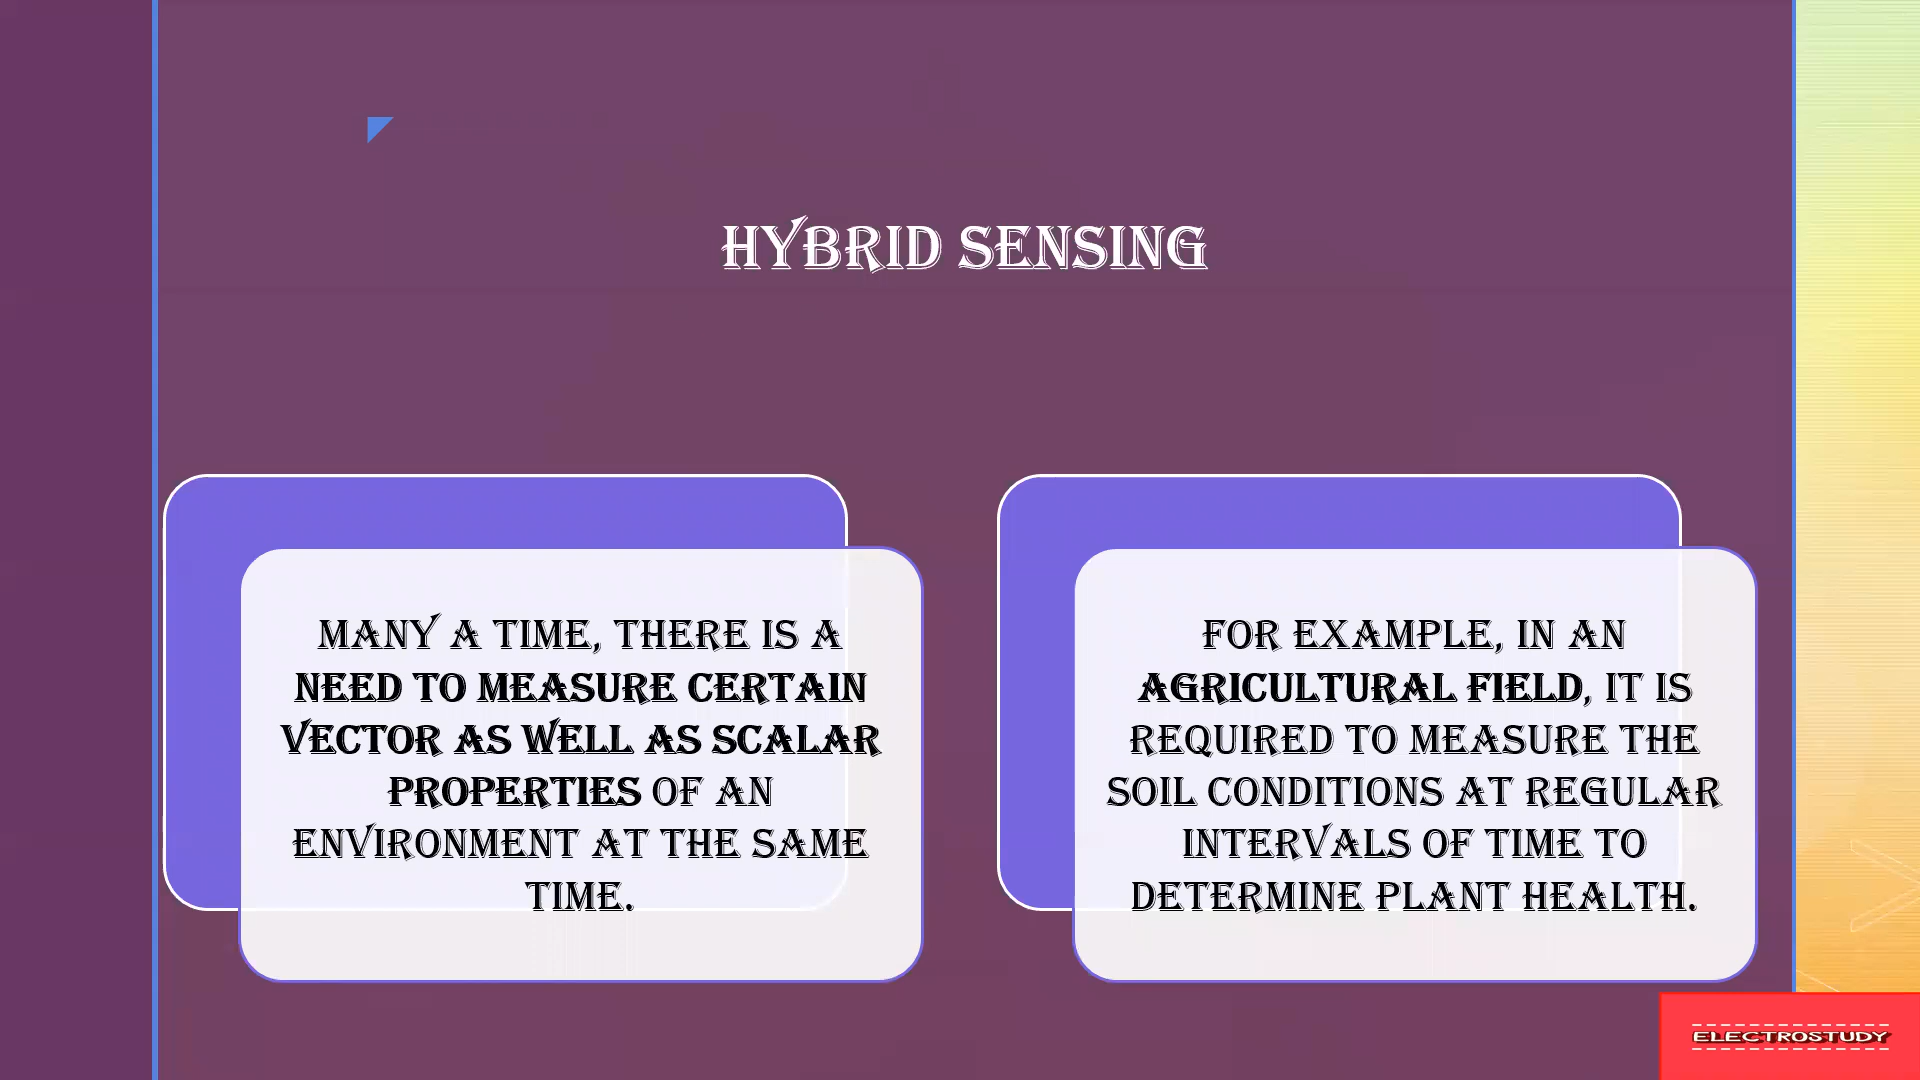 HYBRID SENSING
MANY A TIME, THERE IS A
NEED TO MEASURE CERTAIN
VECTOR AS WELL AS SCALAR
PROPERTIES OF AN
ENVIRONMENT AT THE SAME
TIME.
FOR EXAMPLE, IN AN
AGRICULTURAL FIELD, IT IS
REQUIRED TO MEASURE THE
SOIL CONDITIONS AT REGULAR
INTERVALS OF TIME TO
DETERMINE PLANT HEALTH.
ELECTROSTUDY